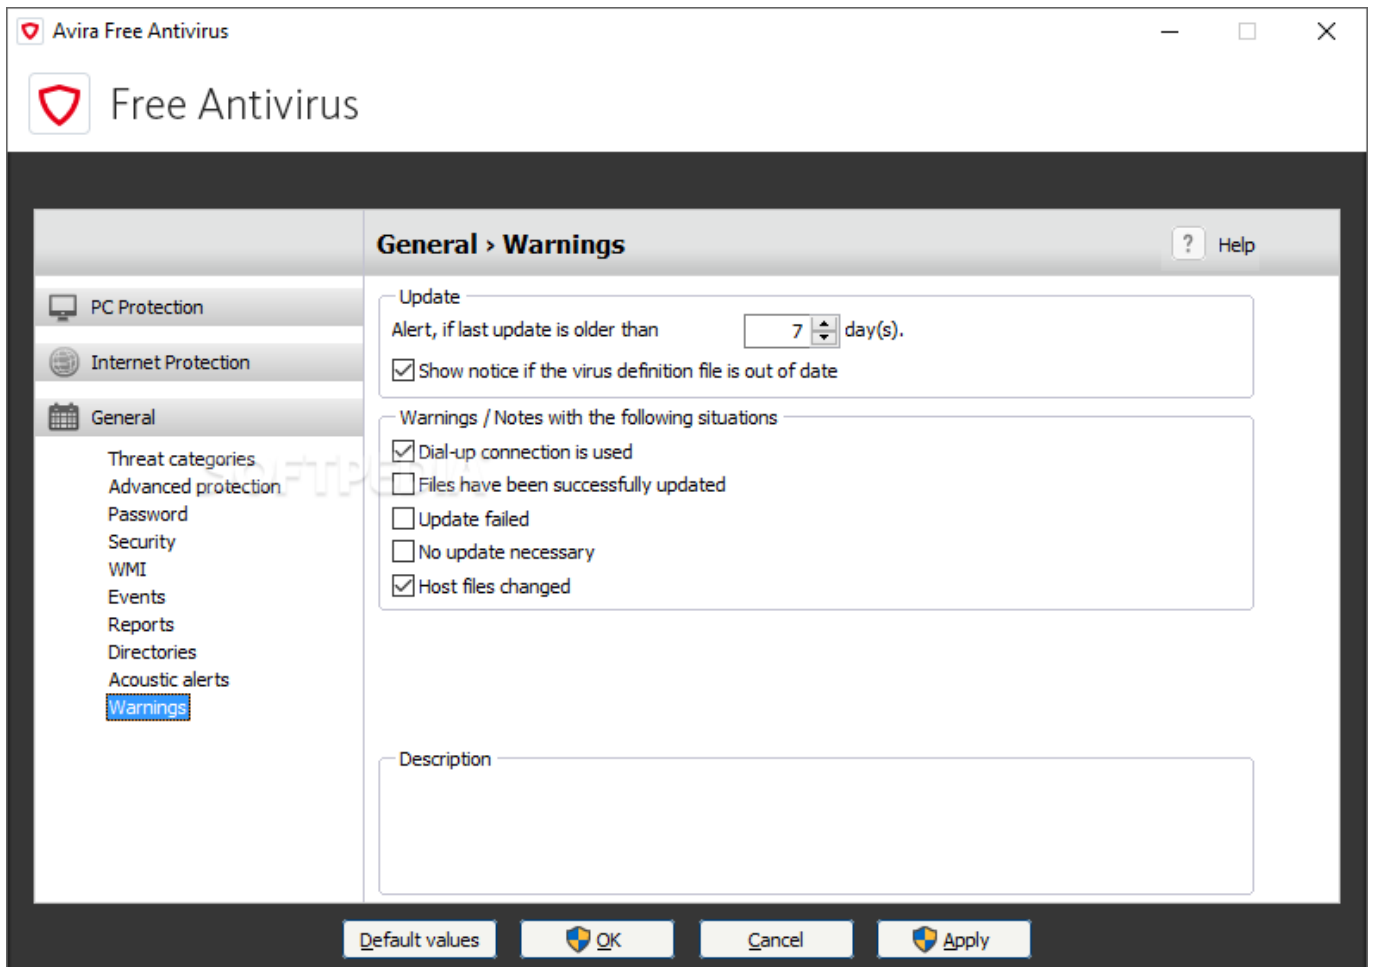 Avira Free Antivirus
Free Antivirus
General › Warnings
? Help
PC Protection
Internet Protection
General
Threat categories
Advanced protection
Password
Security
WMI
Events
Reports
Directories
Acoustic alerts
Warnings
Update
Alert, if last update is older than 7 day(s).
Show notice if the virus definition file is out of date
Warnings / Notes with the following situations
Dial-up connection is used
Files have been successfully updated
Update failed
No update necessary
Host files changed
SOFTPEDIA
Description
Default values
OK
Cancel
Apply